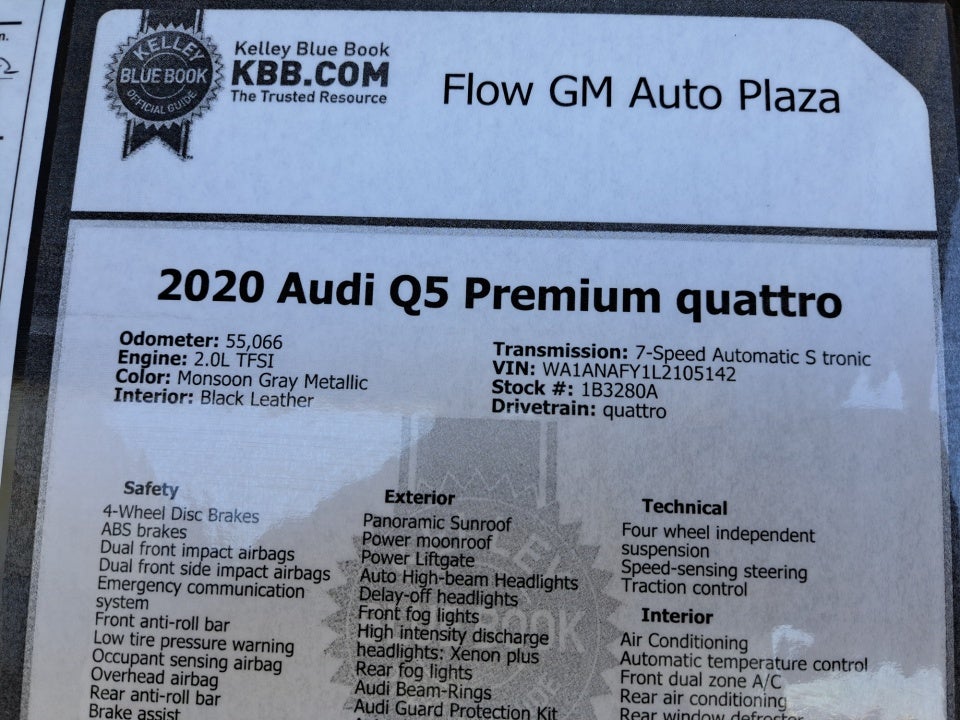 n.
KELLEY
BLUE BOOK
OFFICIAL GUIDE
Kelley Blue Book
KBB.COM
The Trusted Resource
Flow GM Auto Plaza
2020 Audi Q5 Premium quattro
Odometer: 55,066
Engine: 2.0L TFSI
Color: Monsoon Gray Metallic
Interior: Black Leather
Transmission: 7-Speed Automatic S tronic
VIN: WA1ANAFY1L2105142
Stock #: 1B3280A
Drivetrain: quattro
Safety
4-Wheel Disc Brakes
ABS brakes
Dual front impact airbags
Dual front side impact airbags
Emergency communication
system
Front anti-roll bar
Low tire pressure warning
Occupant sensing airbag
Overhead airbag
Rear anti-roll bar
Brake assist
Exterior
Panoramic Sunroof
Power moonroof
Power Liftgate
Auto High-beam Headlights
Delay-off headlights
Front fog lights
High intensity discharge
headlights: Xenon plus
Rear fog lights
Audi Beam-Rings
Audi Guard Protection Kit
Technical
Four wheel independent
suspension
Speed-sensing steering
Traction control
Interior
Air Conditioning
Automatic temperature control
Front dual zone A/C
Rear air conditioning
Rear window defroster